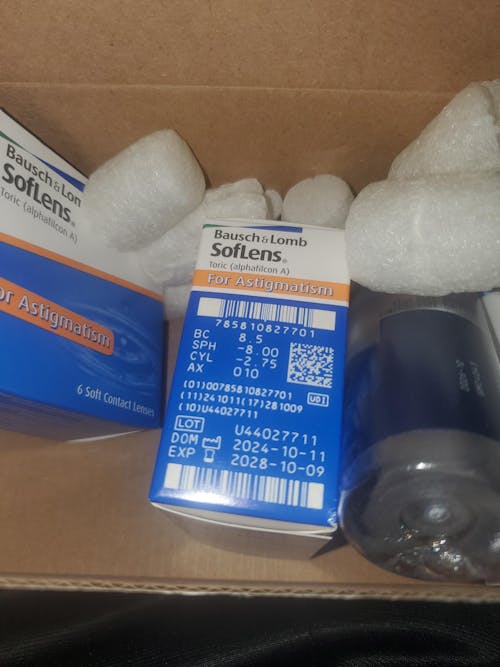 Bausch & Lom
SofLens®
Toric (alphafilcon A)
or Astigmatism
6 Soft Contact Lenses
Bausch & Lomb
SofLens®
Toric (alphafilcon A)
For Astigmatism
785810827701
BC 8.5
SPH -8.00
CYL -2.75
AX 010
(01)00785810827701
(11)241011(17)281009
(10)U44027711
UDI
LOT U44027711
DOM 2024-10-11
EXP 2028-10-09